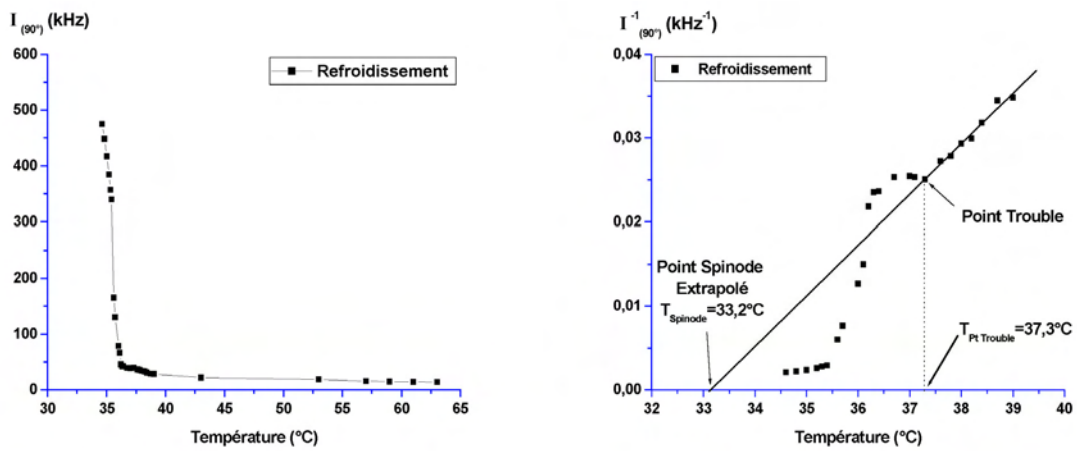 I (90°) (kHz)
600
500
400
300
200
100
0
30 35 40 45 50 55 60 65
Température (°C)
Refroidissement
I -1 (90°) (kHz-1)
0,04
0,03
0,02
0,01
0,00
32 33 34 35 36 37 38 39 40
Température (°C)
Refroidissement
Point Trouble
Point Spinode
Extrapolé
TSpinode=33,2°C
TPt Trouble=37,3°C